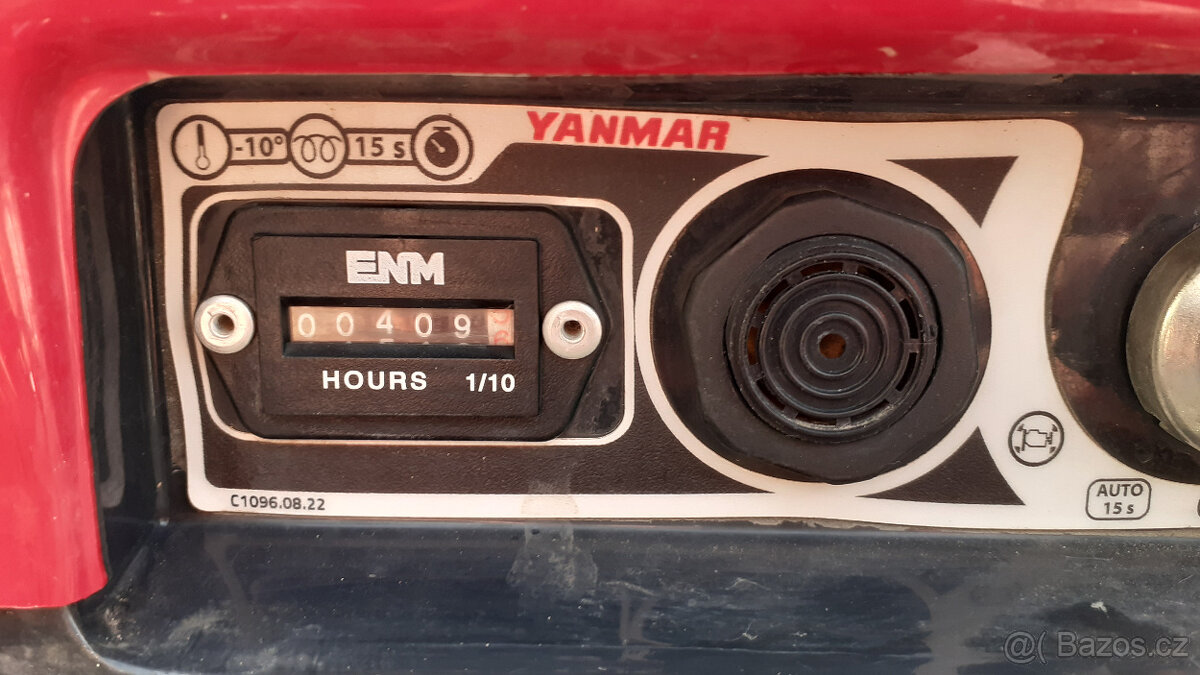 YANMAR
-10° 15 s
ENM
00409
HOURS 1/10
C1096.08.22
AUTO
15 s
@( Bazos.cz